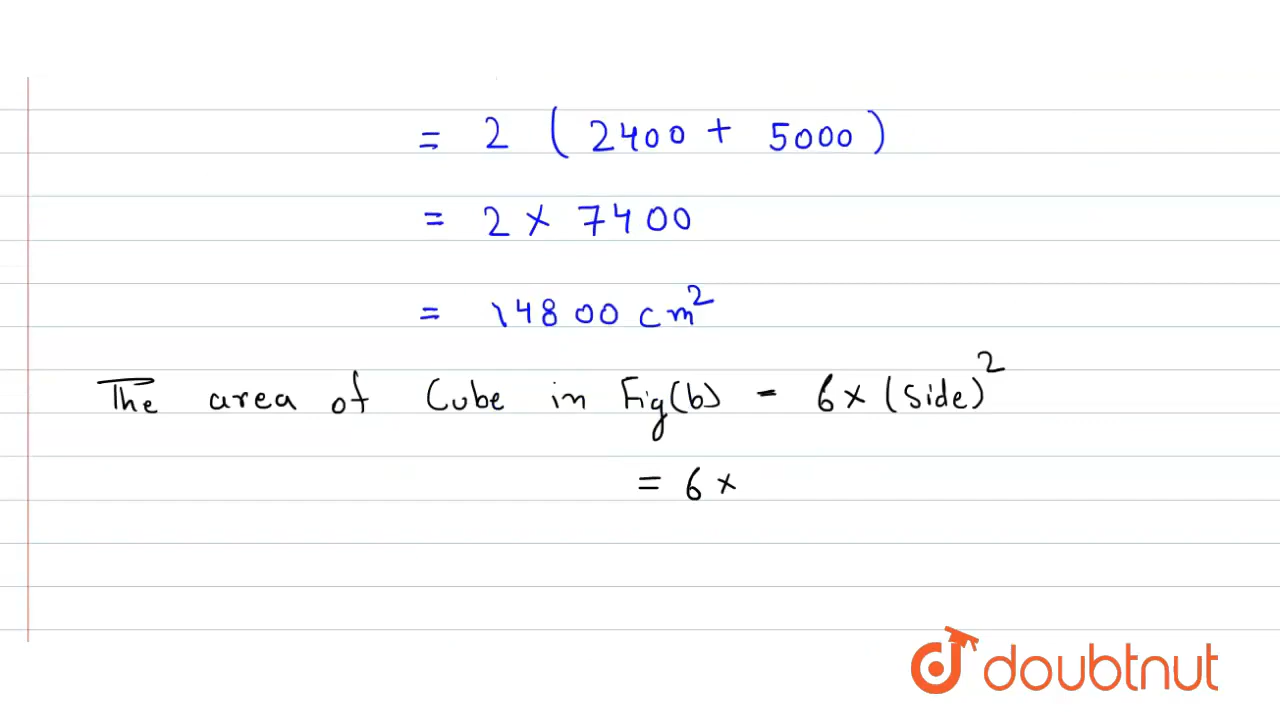 = 2 ( 2400 + 5000 )
= 2 × 7400
= 14800 cm²
The area of Cube in Fig(b) - 6 × (Side)²
= 6 ×
doubtnut